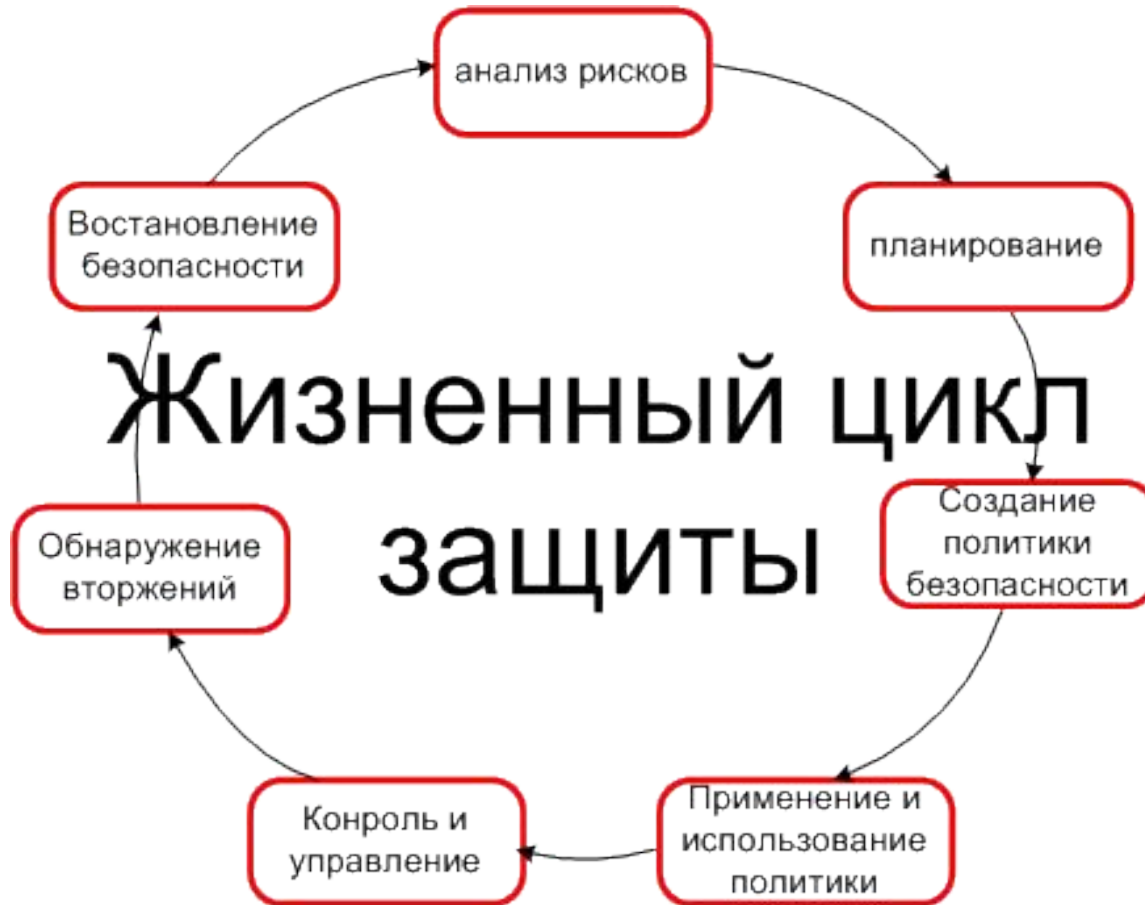 анализ рисков
планирование
Создание
политики
безопасности
Применение и
использование
политики
Конроль и
управление
Обнаружение
вторжений
Востановление
безопасности
Жизненный цикл
защиты